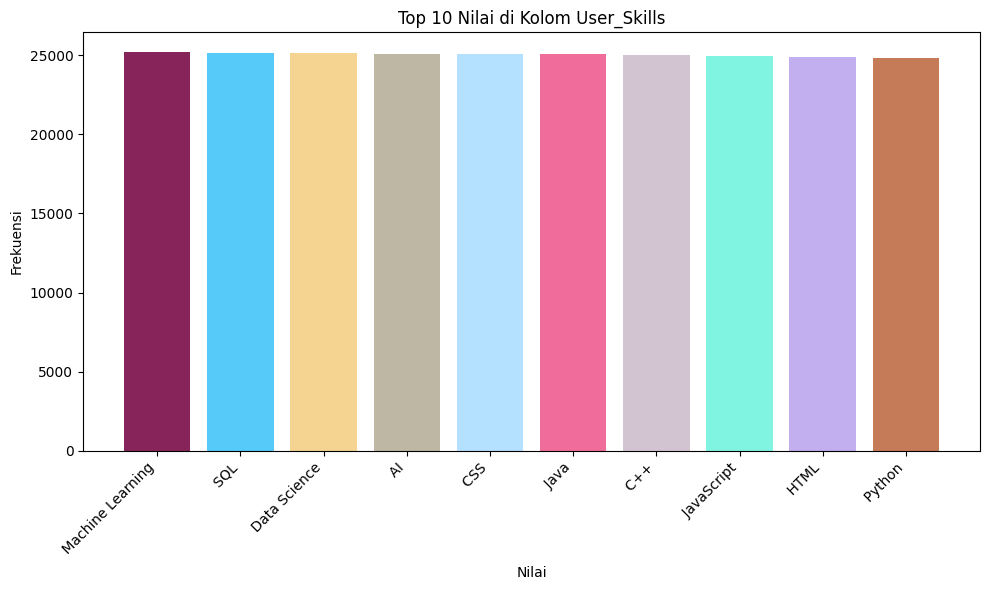 Top 10 Nilai di Kolom User_Skills
Frekuensi
25000
20000
15000
10000
5000
0
Machine Learning
SQL
Data Science
AI
CSS
Java
C++
JavaScript
HTML
Python
Nilai